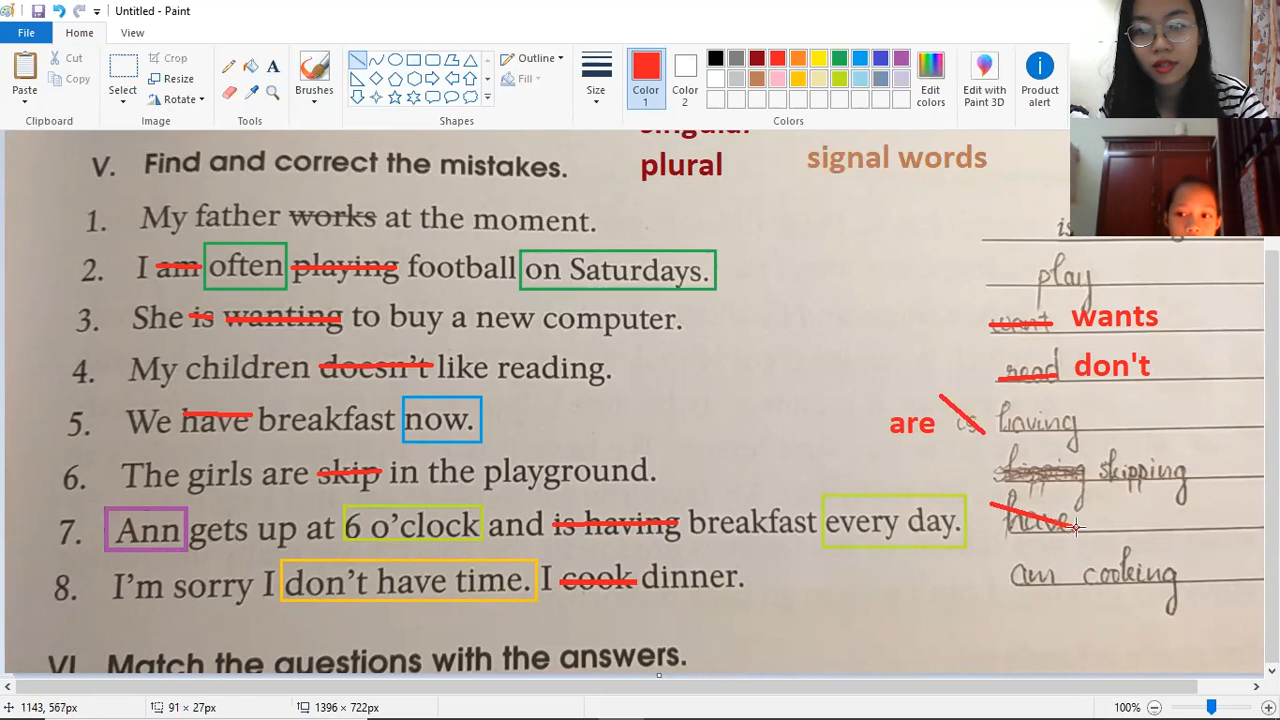 Untitled - Paint
File Home View
Paste
Cut
Copy
Clipboard
Select
Crop
Resize
Rotate
Image
A
Tools
Brushes
Outline
Fill
Shapes
Size
Color 1
Color 2
Edit colors
Colors
Edit with Paint 3D
Product alert
singular
plural
signal words
V. Find and correct the mistakes.
1. My father works at the moment.
2. I am often playing football on Saturdays. play
3. She is wanting to buy a new computer. want wants
4. My children doesn't like reading. read don't
5. We have breakfast now. are is having
6. The girls are skip in the playground. skipping
7. Ann gets up at 6 o'clock and is having breakfast every day. have
8. I'm sorry I don't have time. I cook dinner. am cooking
VI. Match the questions with the answers.
1143, 567px 91 × 27px 1396 × 722px 100%